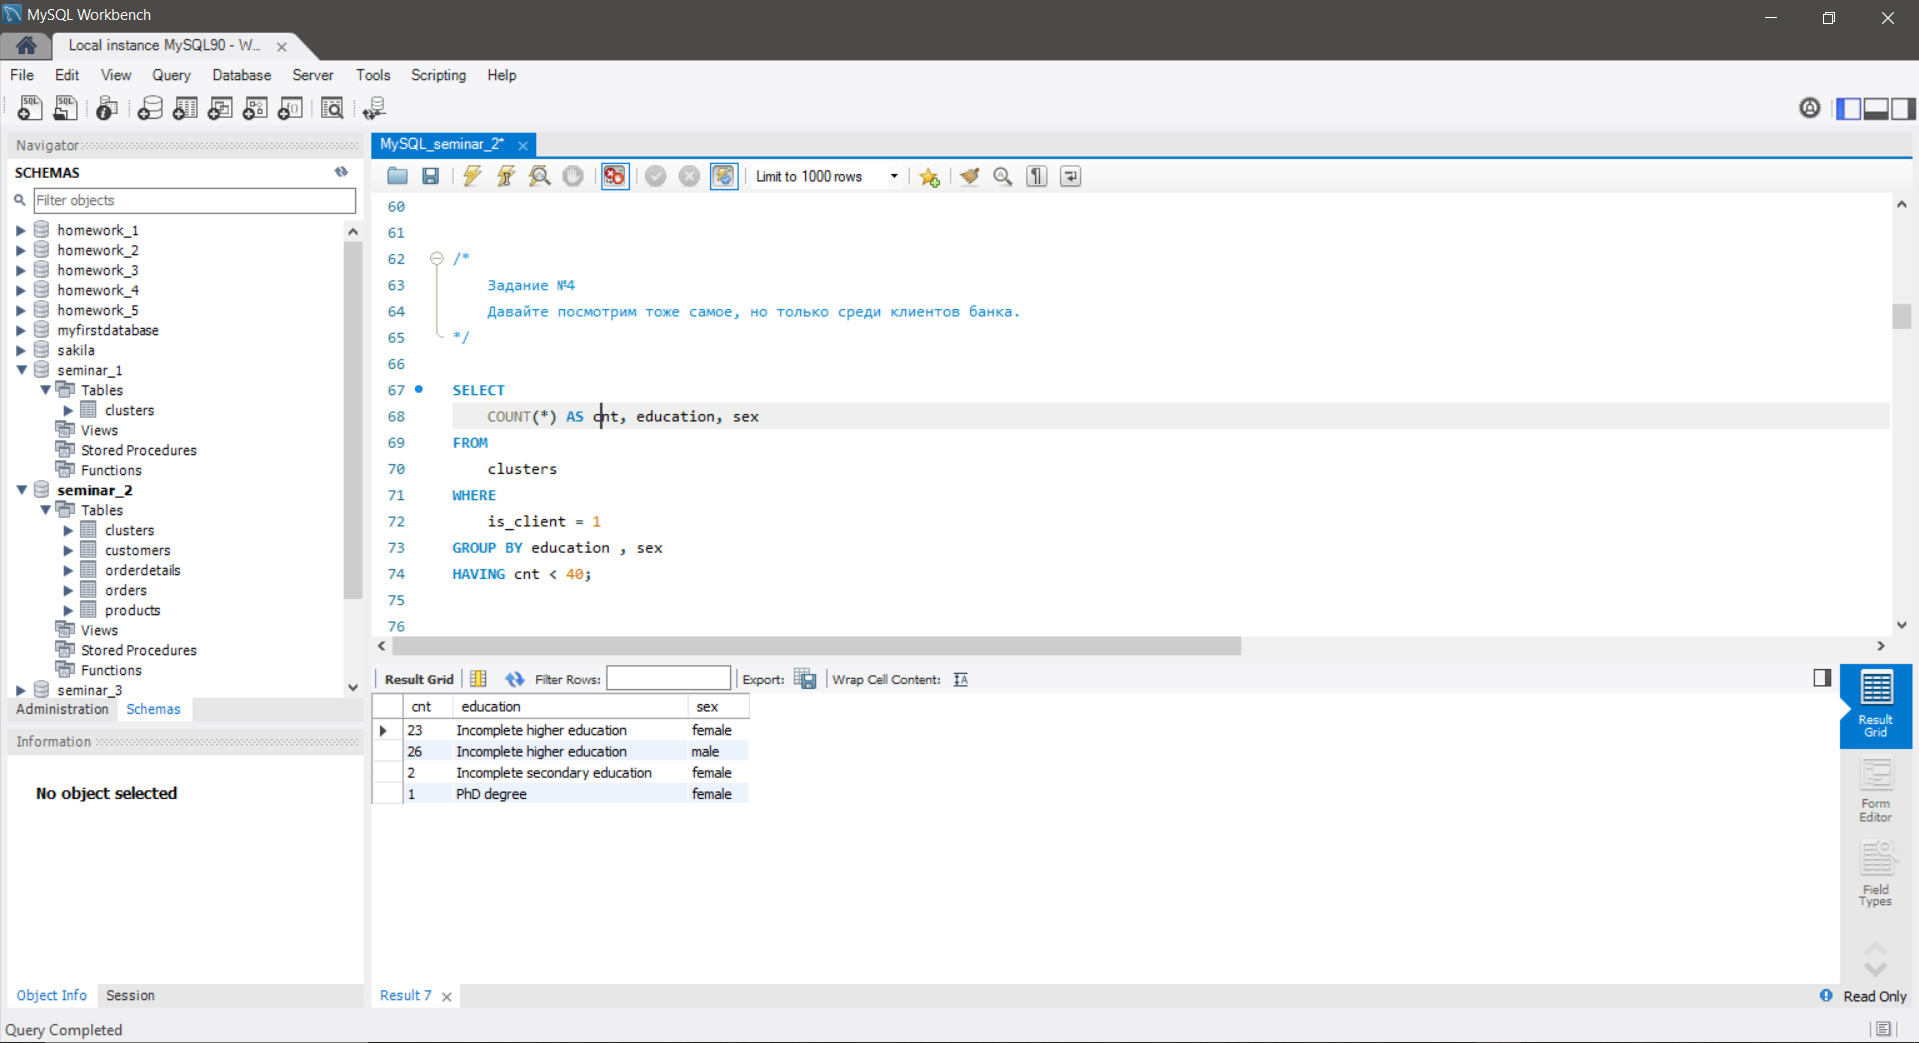 MySQL Workbench
Local instance MySQL90 - W...
File Edit View Query Database Server Tools Scripting Help
Navigator
SCHEMAS
Filter objects
homework_1
homework_2
homework_3
homework_4
homework_5
myfirstdatabase
sakila
seminar_1
Tables
clusters
Views
Stored Procedures
Functions
seminar_2
Tables
clusters
customers
orderdetails
orders
products
Views
Stored Procedures
Functions
seminar_3
Administration Schemas
Information
No object selected
Object Info Session
Query Completed
MySQL_seminar_2*
Limit to 1000 rows
60
61
62 /*
63 Задание №4
64 Давайте посмотрим тоже самое, но только среди клиентов банка.
65 */
66
67 SELECT
68 COUNT(*) AS cnt, education, sex
69 FROM
70 clusters
71 WHERE
72 is_client = 1
73 GROUP BY education , sex
74 HAVING cnt < 40;
75
76
Result Grid Filter Rows: Export: Wrap Cell Content:
cnt education sex
23 Incomplete higher education female
26 Incomplete higher education male
2 Incomplete secondary education female
1 PhD degree female
Result
Grid
Form
Editor
Field
Types
Result 7
Read Only